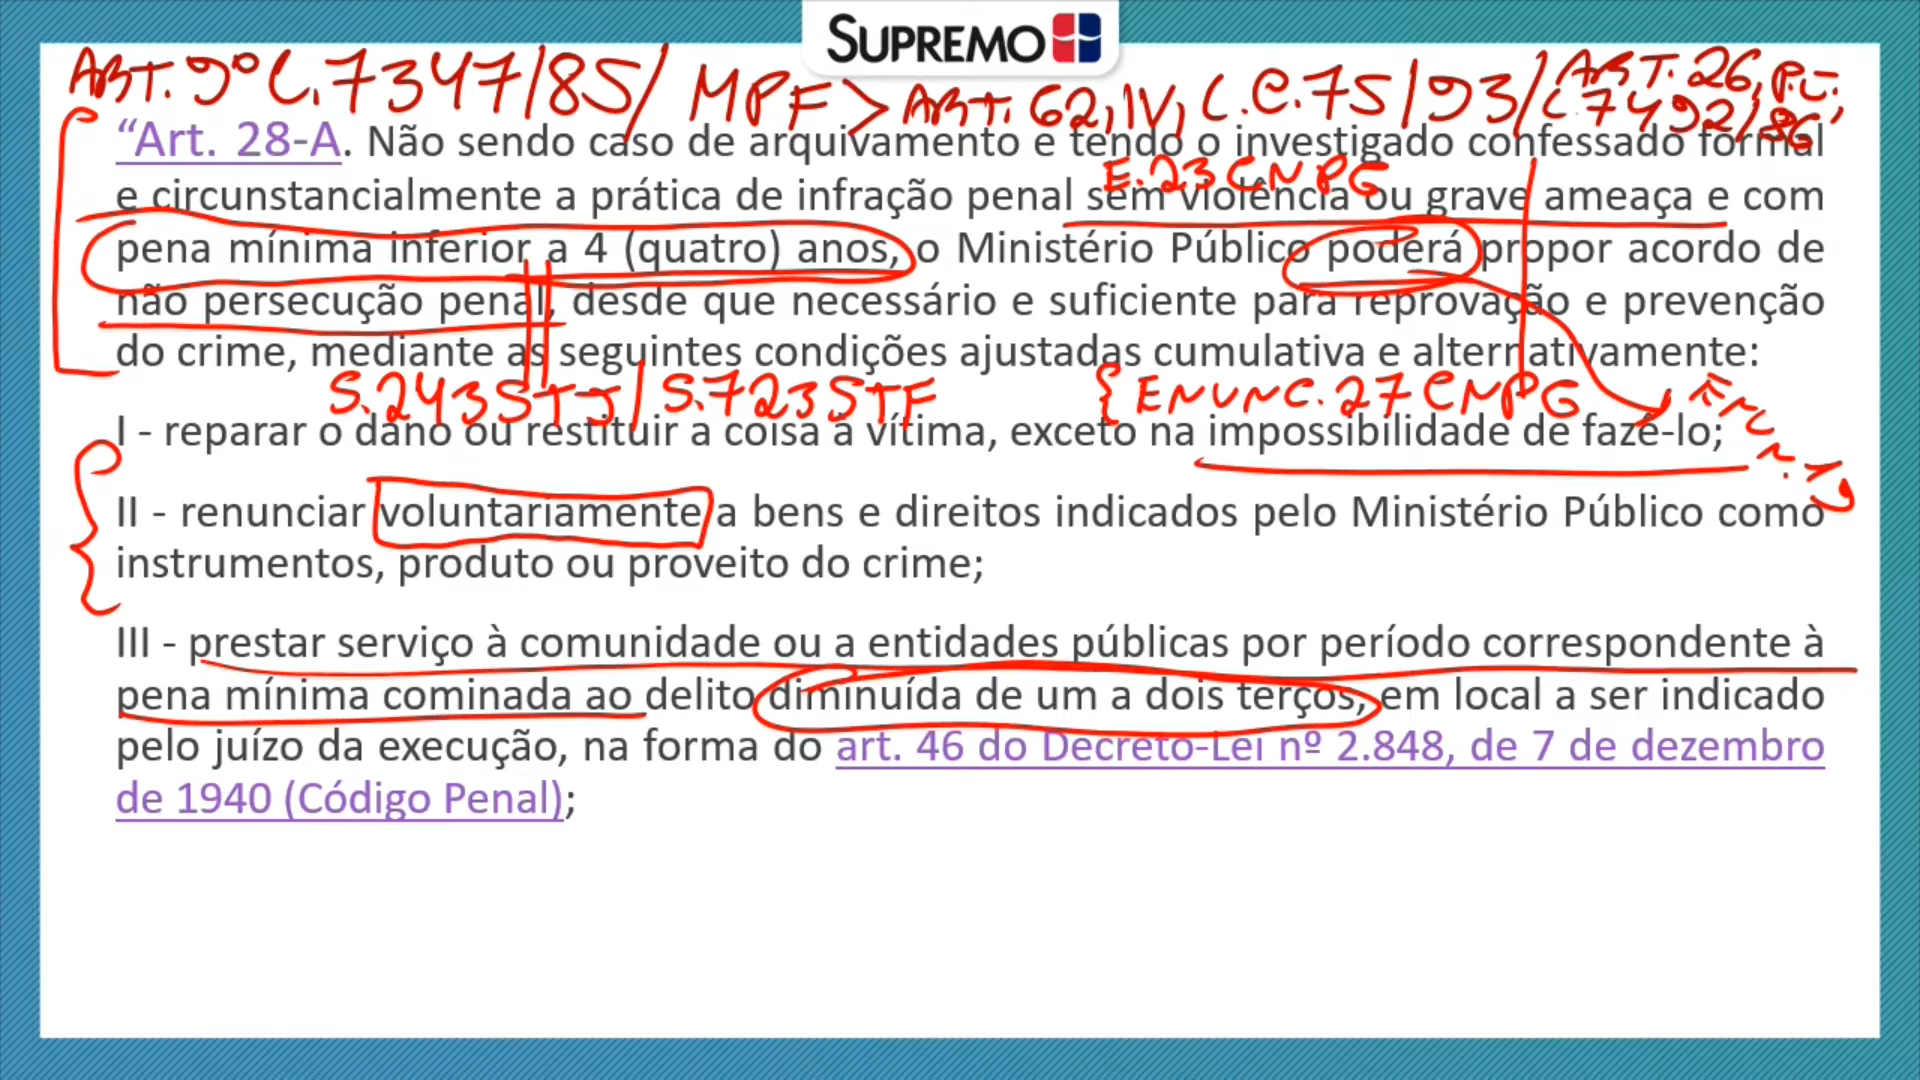 SUPREMO
ART. 9º L. 7347/85/ MPF > ART. 62, IV, L.C. 75/93/ ART. 26, P.U.,
L 7492/86
“Art. 28-A. Não sendo caso de arquivamento e tendo o investigado confessado formal
E. 23 CNPG
e circunstancialmente a prática de infração penal sem violência ou grave ameaça e com
pena mínima inferior a 4 (quatro) anos, o Ministério Público poderá propor acordo de
não persecução penal, desde que necessário e suficiente para reprovação e prevenção
do crime, mediante as seguintes condições ajustadas cumulativa e alternativamente:
S. 243 STJ / S. 723 STF { ENUNC. 27 CNPG ENUN. 19
I - reparar o dano ou restituir a coisa à vítima, exceto na impossibilidade de fazê-lo;
II - renunciar voluntariamente a bens e direitos indicados pelo Ministério Público como
instrumentos, produto ou proveito do crime;
III - prestar serviço à comunidade ou a entidades públicas por período correspondente à
pena mínima cominada ao delito diminuída de um a dois terços, em local a ser indicado
pelo juízo da execução, na forma do art. 46 do Decreto-Lei nº 2.848, de 7 de dezembro
de 1940 (Código Penal);